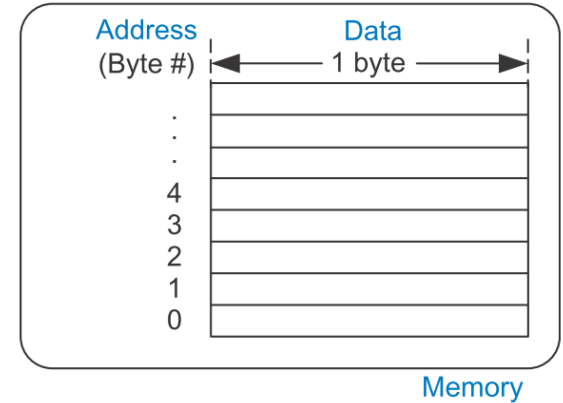 Address Data
(Byte #) 1 byte
.
.
.
4
3
2
1
0
Memory